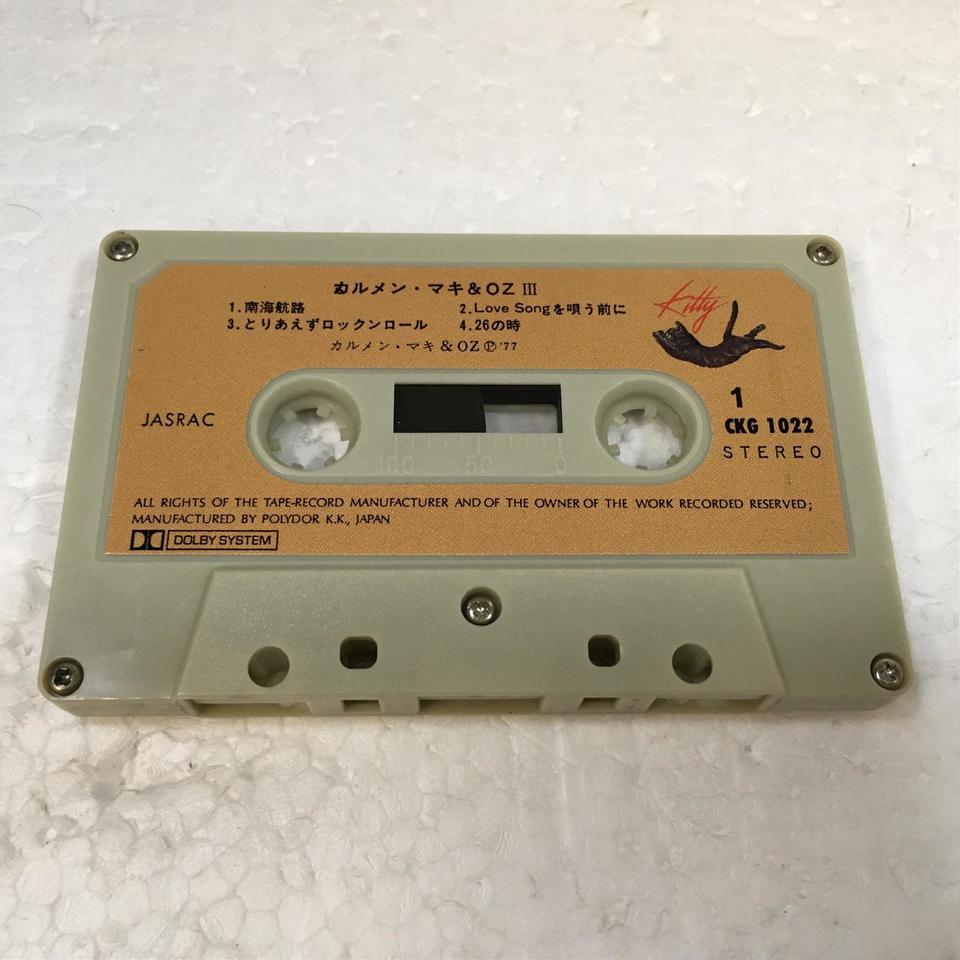 カルメン・マキ&OZ III
1.南海航路 2.Love Songを唄う前に
3.とりあえずロックンロール 4.26の時
カルメン・マキ&OZ Ⓟ'77
Kitty
JASRAC
1
CKG 1022
STEREO
100 50 0
ALL RIGHTS OF THE TAPE-RECORD MANUFACTURER AND OF THE OWNER OF THE WORK RECORDED RESERVED;
MANUFACTURED BY POLYDOR K.K., JAPAN
DOLBY SYSTEM